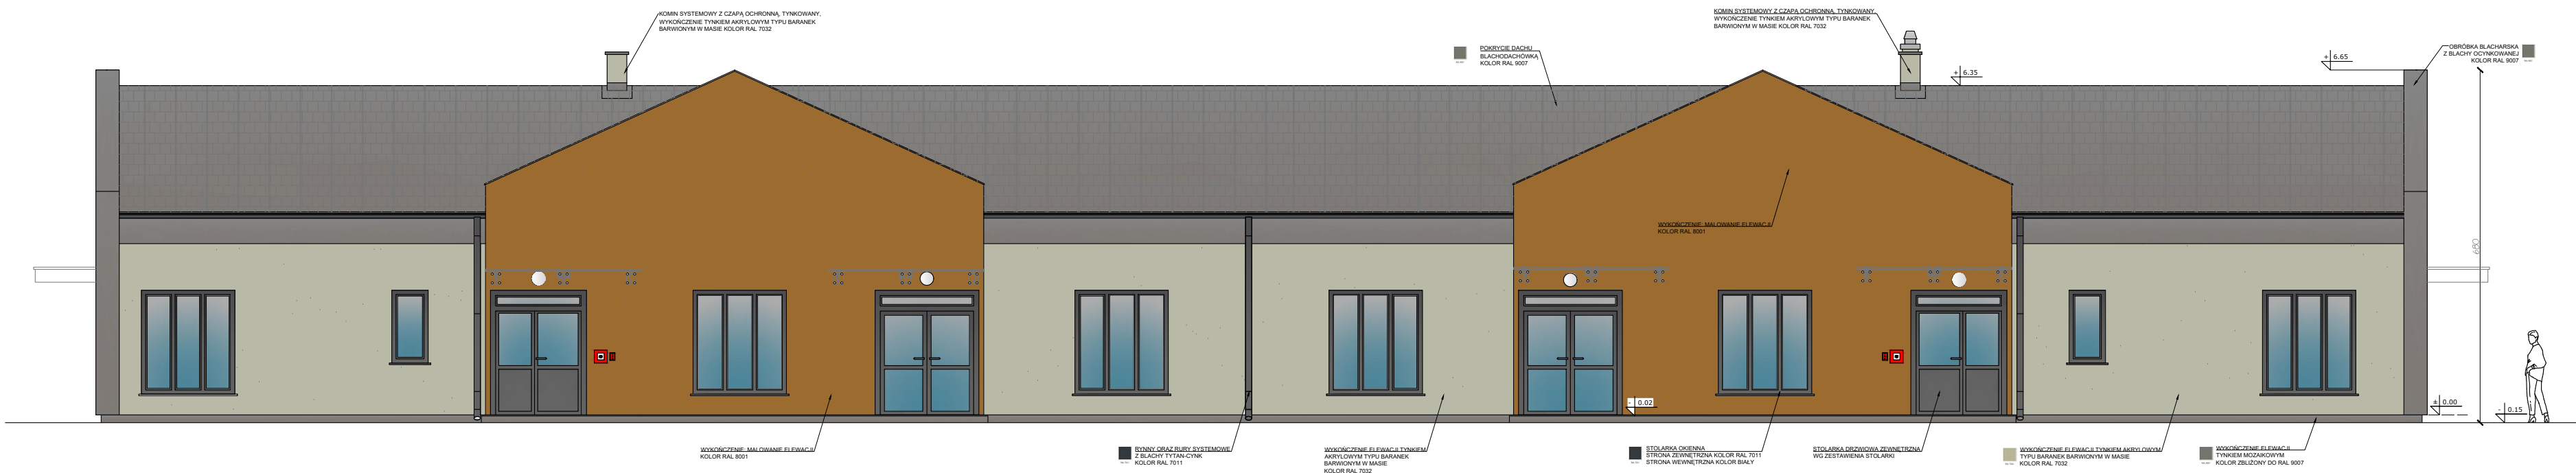 KOMIN SYSTEMOWY Z CZAPĄ OCHRONNĄ, TYNKOWANY.
WYKOŃCZENIE TYNKIEM AKRYLOWYM TYPU BARANEK
BARWIONYM W MASIE KOLOR RAL 7032
KOMIN SYSTEMOWY Z CZAPĄ OCHRONNĄ, TYNKOWANY.
WYKOŃCZENIE TYNKIEM AKRYLOWYM TYPU BARANEK
BARWIONYM W MASIE KOLOR RAL 7032
POKRYCIE DACHU
BLACHODACHÓWKĄ
KOLOR RAL 9007
OBRÓBKA BLACHARSKA
Z BLACHY OCYNKOWANEJ
KOLOR RAL 9007
+ 6.65
+ 6.35
WYKOŃCZENIE: MALOWANIE ELEWACJI
KOLOR RAL 8001
680
- 0.02
± 0.00
- 0.15
WYKOŃCZENIE: MALOWANIE ELEWACJI
KOLOR RAL 8001
RYNNY ORAZ RURY SYSTEMOWE
Z BLACHY TYTAN-CYNK
KOLOR RAL 7011
WYKOŃCZENIE ELEWACJI TYNKIEM
AKRYLOWYM TYPU BARANEK
BARWIONYM W MASIE
KOLOR RAL 7032
STOLARKA OKIENNA
STRONA ZEWNĘTRZNA KOLOR RAL 7011
STRONA WEWNĘTRZNA KOLOR BIAŁY
STOLARKA DRZWIOWA ZEWNĘTRZNA
WG ZESTAWIENIA STOLARKI
WYKOŃCZENIE ELEWACJI TYNKIEM AKRYLOWYM
TYPU BARANEK BARWIONYM W MASIE
KOLOR RAL 7032
WYKOŃCZENIE ELEWACJI
TYNKIEM MOZAIKOWYM
KOLOR ZBLIŻONY DO RAL 9007